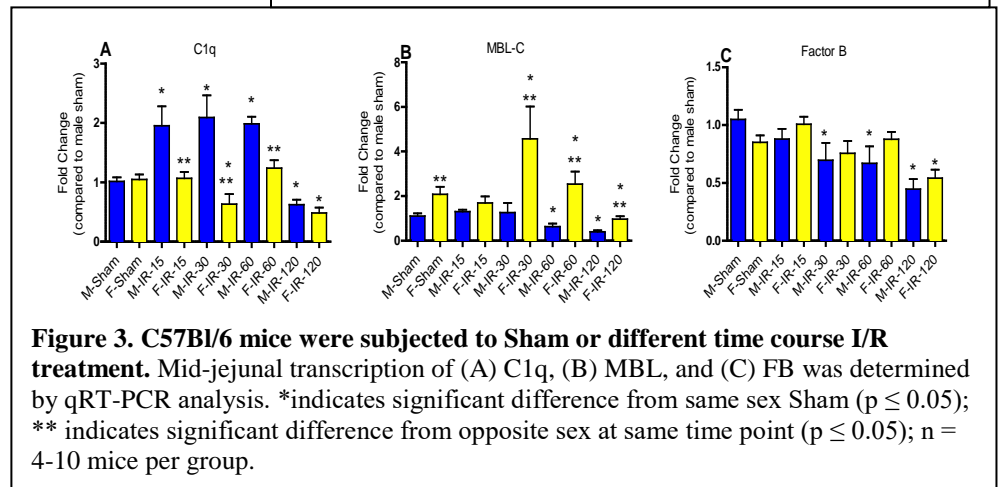 A
C1q
Fold Change
(compared to male sham)
3
2
1
0
*
**
*
*
**
*
**
*
*
M-Sham
F-Sham
M-IR-15
F-IR-15
M-IR-30
F-IR-30
M-IR-60
F-IR-60
M-IR-120
F-IR-120
B
MBL-C
Fold Change
(compared to male sham)
8
6
4
2
0
**
*
**
*
*
**
*
*
**
M-Sham
F-Sham
M-IR-15
F-IR-15
M-IR-30
F-IR-30
M-IR-60
F-IR-60
M-IR-120
F-IR-120
C
Factor B
Fold Change
(compared to male sham)
1.5
1.0
0.5
0.0
*
*
*
*
M-Sham
F-Sham
M-IR-15
F-IR-15
M-IR-30
F-IR-30
M-IR-60
F-IR-60
M-IR-120
F-IR-120
Figure 3. C57Bl/6 mice were subjected to Sham or different time course I/R
treatment. Mid-jejunal transcription of (A) C1q, (B) MBL, and (C) FB was determined
by qRT-PCR analysis. *indicates significant difference from same sex Sham (p ≤ 0.05);
** indicates significant difference from opposite sex at same time point (p ≤ 0.05); n =
4-10 mice per group.